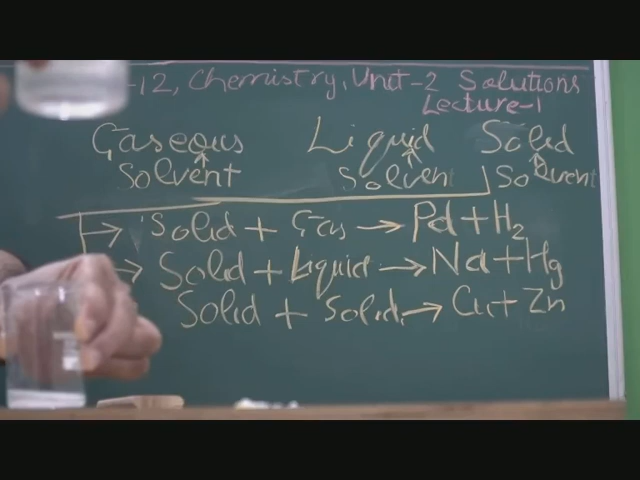 -12, Chemistry, Unit-2 Solutions
Lecture-1
Gaseous Liquid Solid
Solvent Solvent Solvent
→ Solid + Gas → Pd + H₂
→ Solid + Liquid → Na + Hg
Solid + Solid → Cu + Zn